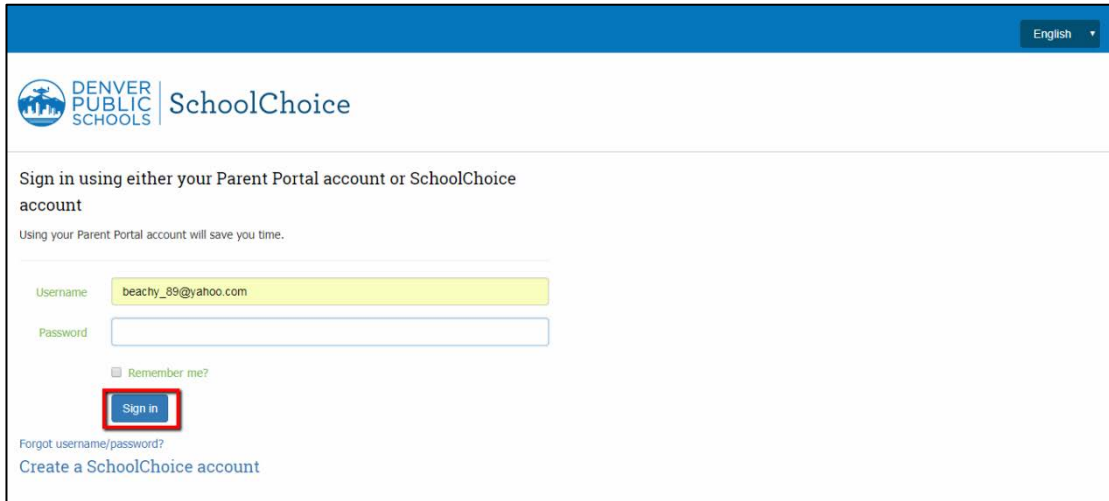 English
DENVER
PUBLIC
SCHOOLS
SchoolChoice
Sign in using either your Parent Portal account or SchoolChoice
account
Using your Parent Portal account will save you time.
Username
beachy_89@yahoo.com
Password
Remember me?
Sign in
Forgot username/password?
Create a SchoolChoice account